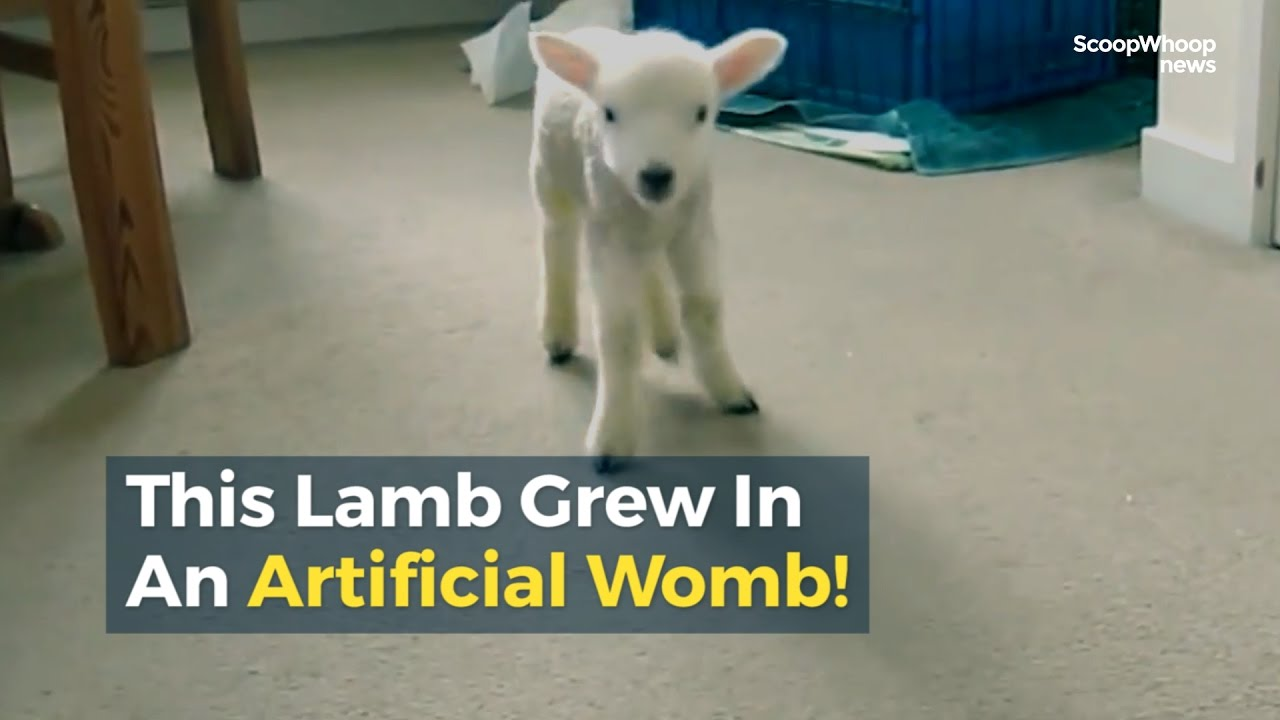 ScoopWhoop
news
This Lamb Grew In
An Artificial Womb!